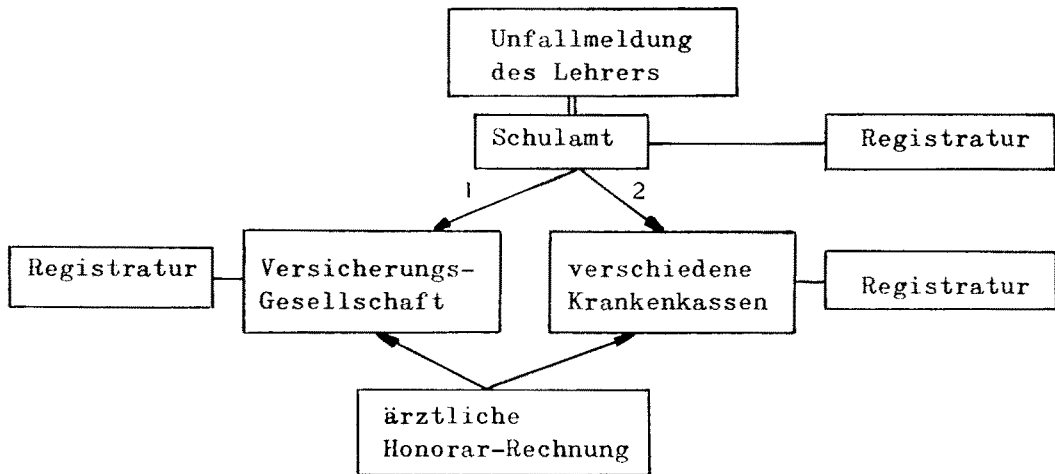 Unfallmeldung
des Lehrers
Schulamt
Registratur
1
2
Registratur
Versicherungs-
Gesellschaft
verschiedene
Krankenkassen
Registratur
ärztliche
Honorar-Rechnung